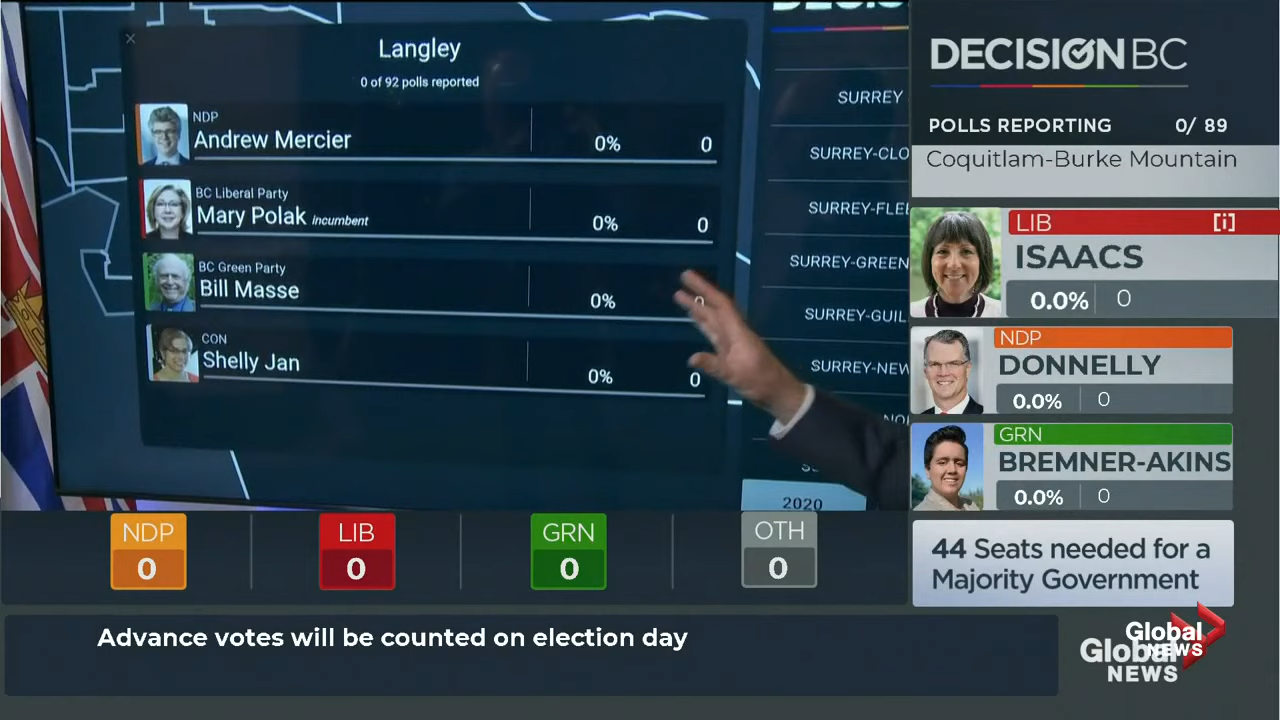 Langley
0 of 92 polls reported
NDP
Andrew Mercier 0% 0
BC Liberal Party
Mary Polak incumbent 0% 0
BC Green Party
Bill Masse 0% 0
CON
Shelly Jan 0% 0
SURREY
SURREY-CLO
SURREY-FLE
SURREY-GREEN
SURREY-GUIL
SURREY-NEW
2020
DECISION BC
POLLS REPORTING 0/ 89
Coquitlam-Burke Mountain
LIB [i]
ISAACS
0.0% 0
NDP
DONNELLY
0.0% 0
GRN
BREMNER-AKINS
0.0% 0
44 Seats needed for a
Majority Government
NDP LIB GRN OTH
0 0 0 0
Advance votes will be counted on election day
Global
NEWS
Global
NEWS